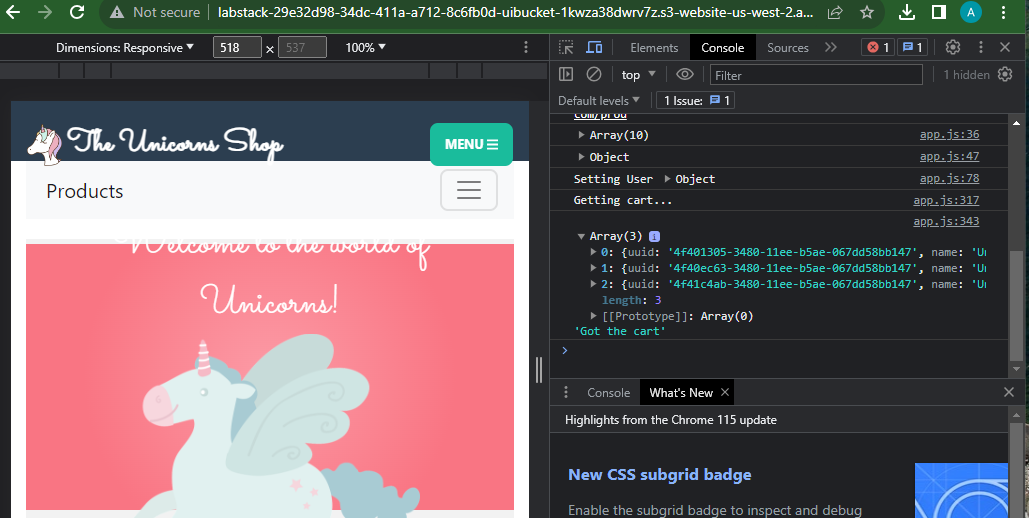 Not secure labstack-29e32d98-34dc-411a-a712-8c6fb0d-uibucket-1kwza38dwrv7z.s3-website-us-west-2.a... A
Dimensions: Responsive 518 × 537 100%
Elements Console Sources 1 1
top Filter 1 hidden
Default levels 1 Issue: 1
com/prod
Array(10) app.js:36
Object app.js:47
Setting User Object app.js:78
Getting cart... app.js:317
app.js:343
Array(3) i
0: {uuid: '4f401305-3480-11ee-b5ae-067dd58bb147', name: 'Un
1: {uuid: '4f40ec63-3480-11ee-b5ae-067dd58bb147', name: 'Un
2: {uuid: '4f41c4ab-3480-11ee-b5ae-067dd58bb147', name: 'Un
length: 3
[[Prototype]]: Array(0)
'Got the cart'
Console What's New
Highlights from the Chrome 115 update
New CSS subgrid badge
Enable the subgrid badge to inspect and debug
The Unicorns Shop
MENU
Products
Welcome to the world of
Unicorns!